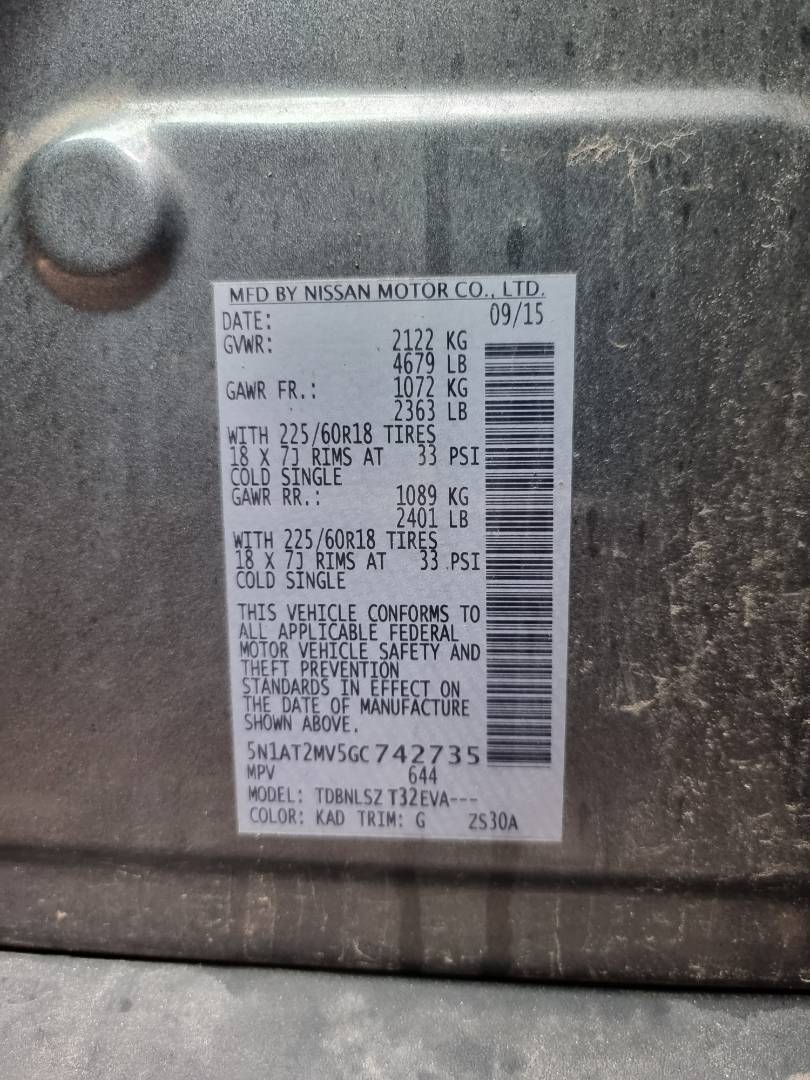 MFD BY NISSAN MOTOR CO., LTD.
DATE: 09/15
GVWR: 2122 KG
4679 LB
GAWR FR.: 1072 KG
2363 LB
WITH 225/60R18 TIRES
18 X 7J RIMS AT 33 PSI
COLD SINGLE
GAWR RR.: 1089 KG
2401 LB
WITH 225/60R18 TIRES
18 X 7J RIMS AT 33 PSI
COLD SINGLE
THIS VEHICLE CONFORMS TO
ALL APPLICABLE FEDERAL
MOTOR VEHICLE SAFETY AND
THEFT PREVENTION
STANDARDS IN EFFECT ON
THE DATE OF MANUFACTURE
SHOWN ABOVE.
5N1AT2MV5GC742735
MPV 644
MODEL: TDBNLSZ T32EVA---
COLOR: KAD TRIM: G ZS30A